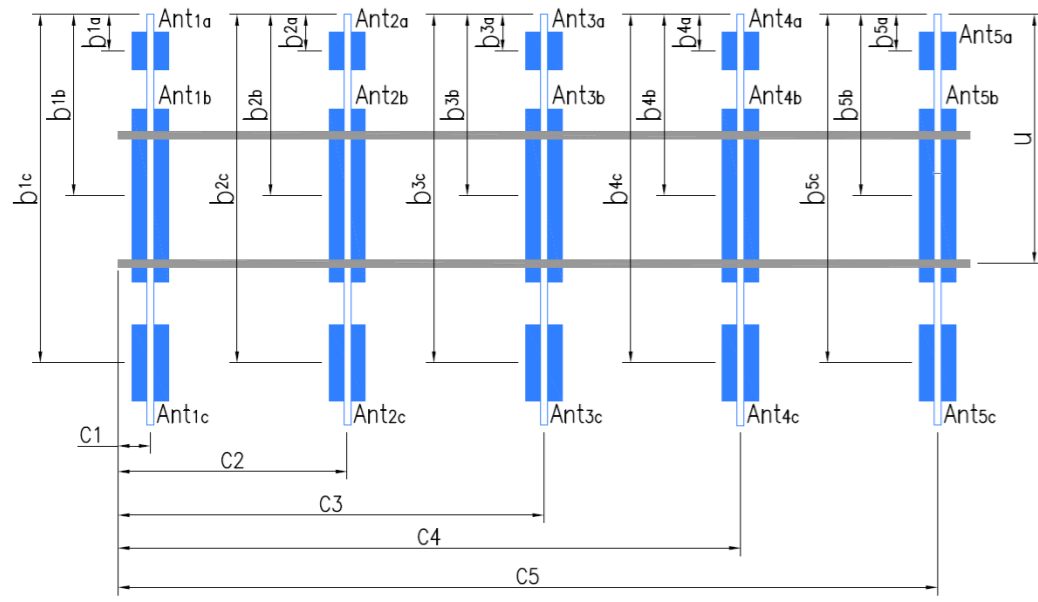 Ant1a
Ant2a
Ant3a
Ant4a
Ant5a
b1a
b2a
b3a
b4a
b5a
Ant1b
Ant2b
Ant3b
Ant4b
Ant5b
b1b
b2b
b3b
b4b
b5b
u
b1c
b2c
b3c
b4c
b5c
Ant1c
Ant2c
Ant3c
Ant4c
Ant5c
C1
C2
C3
C4
C5